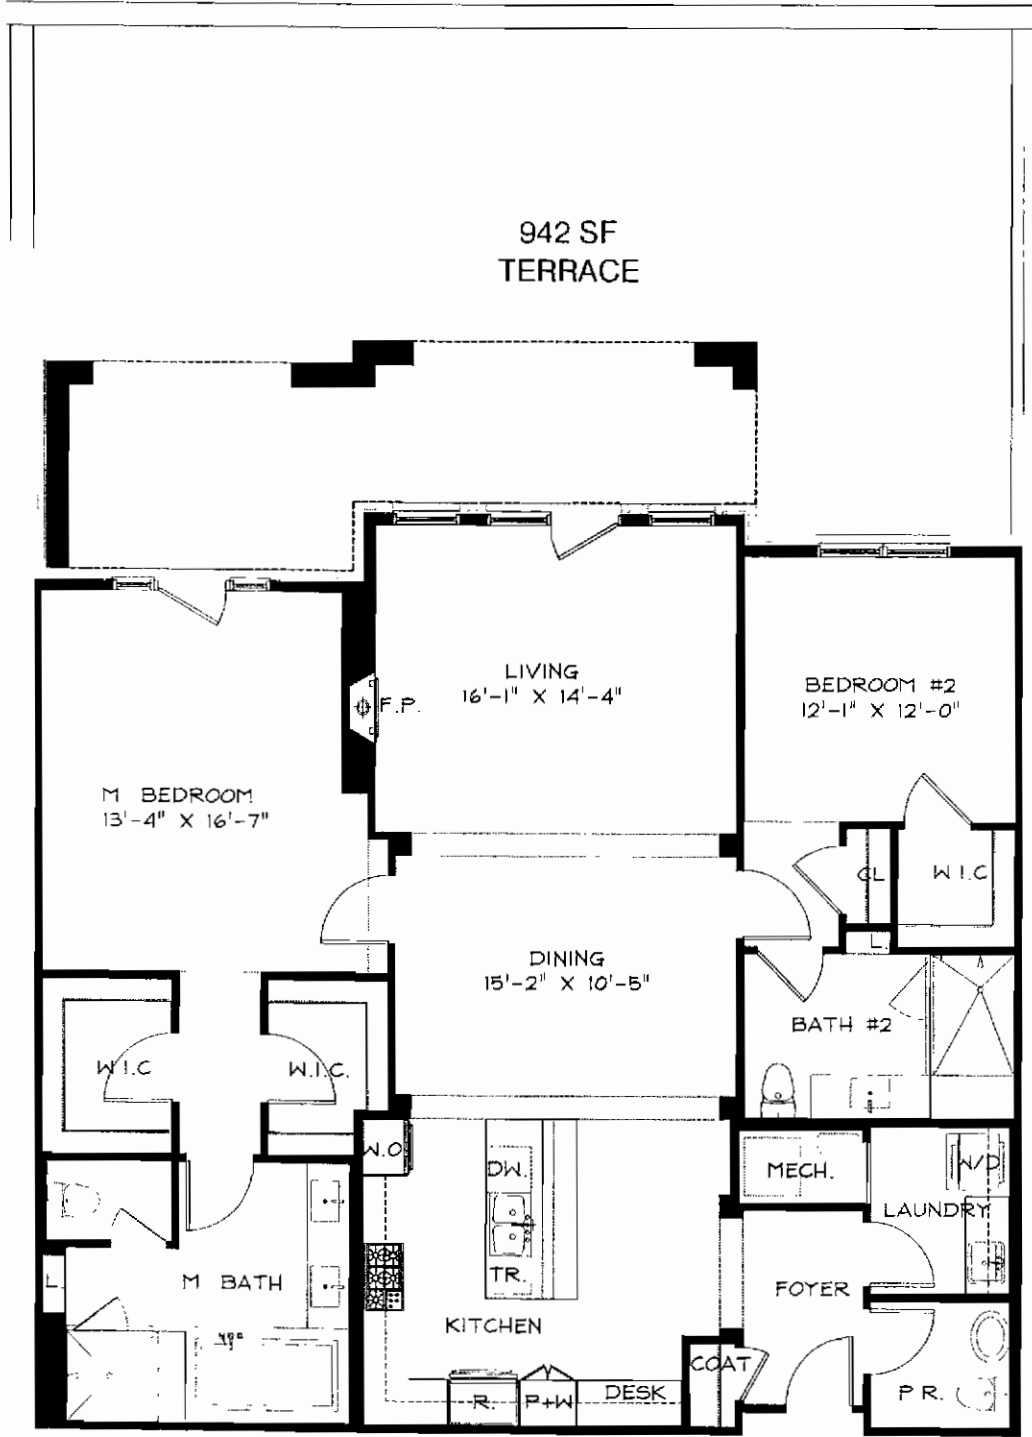 942 SF
TERRACE
LIVING
16'-1" X 14'-4"
BEDROOM #2
12'-1" X 12'-0"
F.P.
M BEDROOM
13'-4" X 16'-7"
CL
W.I.C
L.
DINING
15'-2" X 10'-5"
BATH #2
W.I.C
W.I.C.
W.O
DW.
MECH.
W/D
LAUNDRY
L
M BATH
TR.
FOYER
KITCHEN
48"
COAT
R.
P+W
DESK
P R.